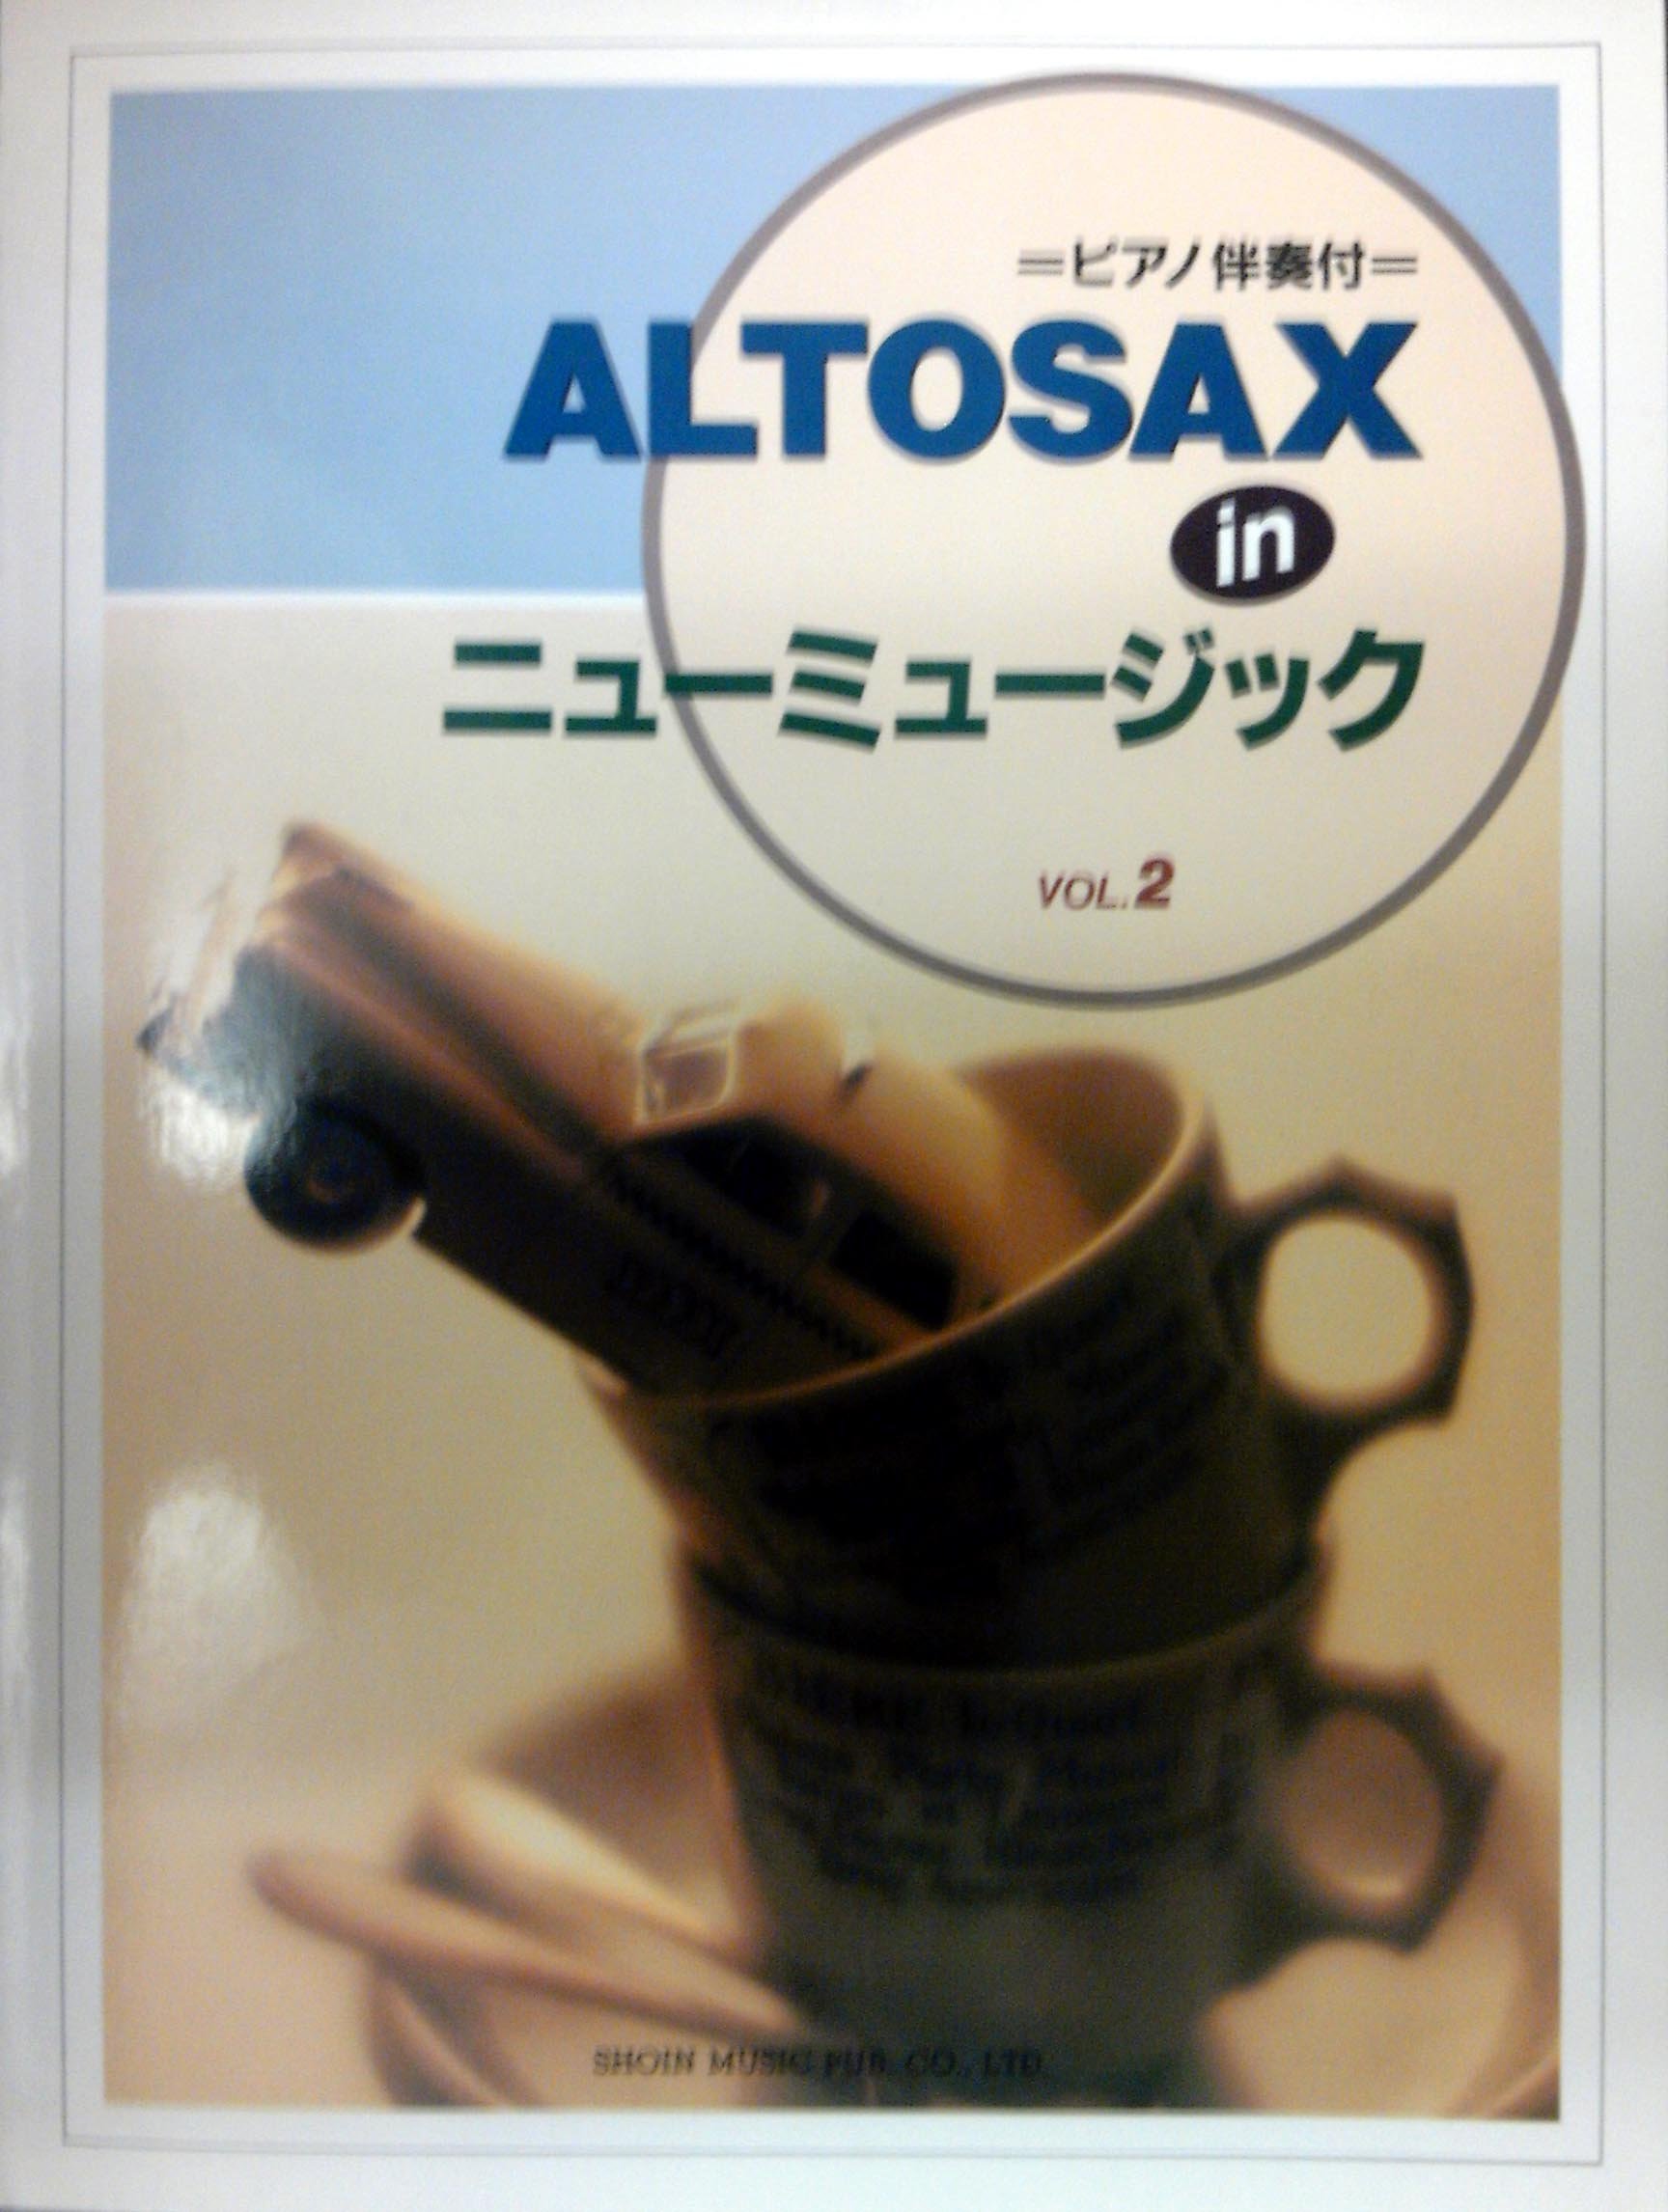 =ピアノ伴奏付=
ALTOSAX
in
ニューミュージック
VOL.2
SHOIN MUSIC PUB. CO., LTD.